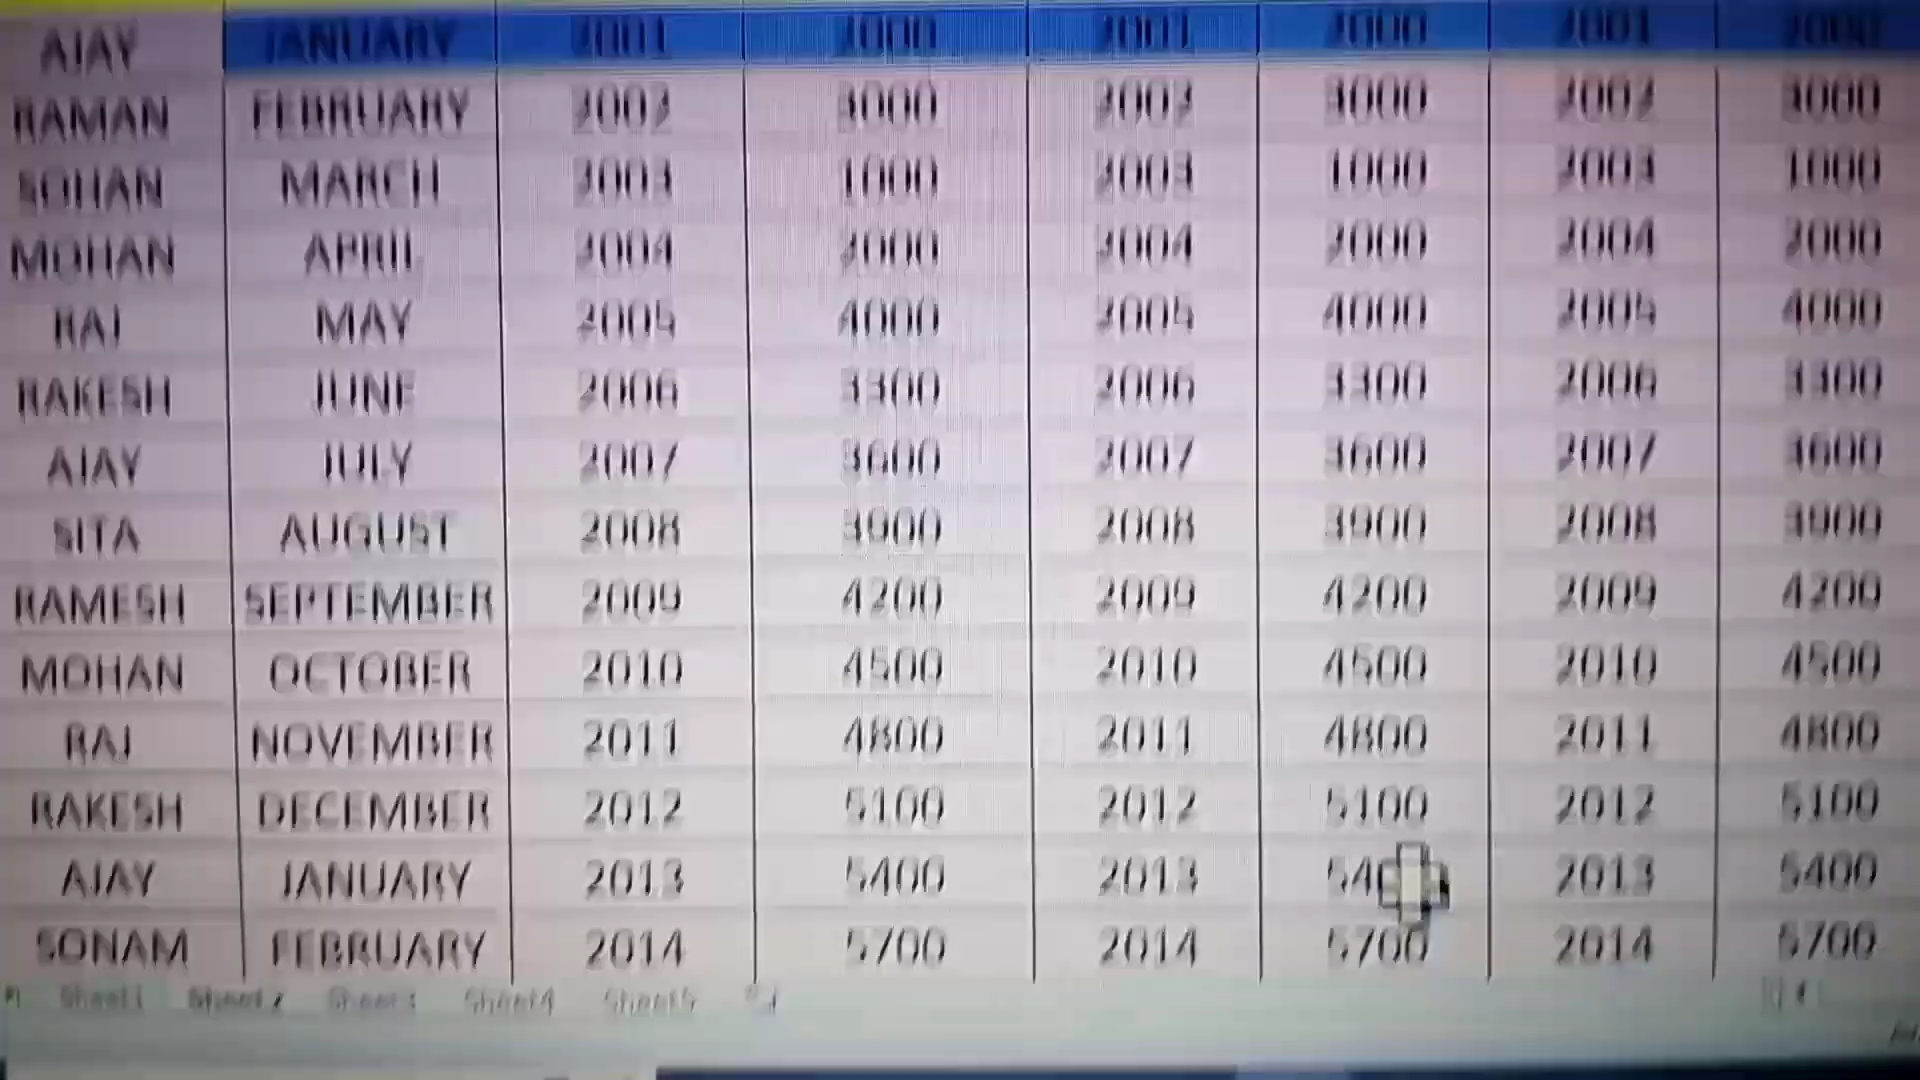 AJAY JANUARY 2001 2000 2001 2000 2001 2000
RAMAN FEBRUARY 2002 3000 2002 3000 2002 3000
SOHAN MARCH 2003 1000 2003 1000 2003 1000
MOHAN APRIL 2004 2000 2004 2000 2004 2000
RAJ MAY 2005 4000 2005 4000 2005 4000
RAKESH JUNE 2006 3300 2006 3300 2006 3300
AJAY JULY 2007 3600 2007 3600 2007 3600
SITA AUGUST 2008 3900 2008 3900 2008 3900
RAMESH SEPTEMBER 2009 4200 2009 4200 2009 4200
MOHAN OCTOBER 2010 4500 2010 4500 2010 4500
RAJ NOVEMBER 2011 4800 2011 4800 2011 4800
RAKESH DECEMBER 2012 5100 2012 5100 2012 5100
AJAY JANUARY 2013 5400 2013 540 2013 5400
SONAM FEBRUARY 2014 5700 2014 5700 2014 5700
Sheet1 Sheet2 Sheet3 Sheet4 Sheet5